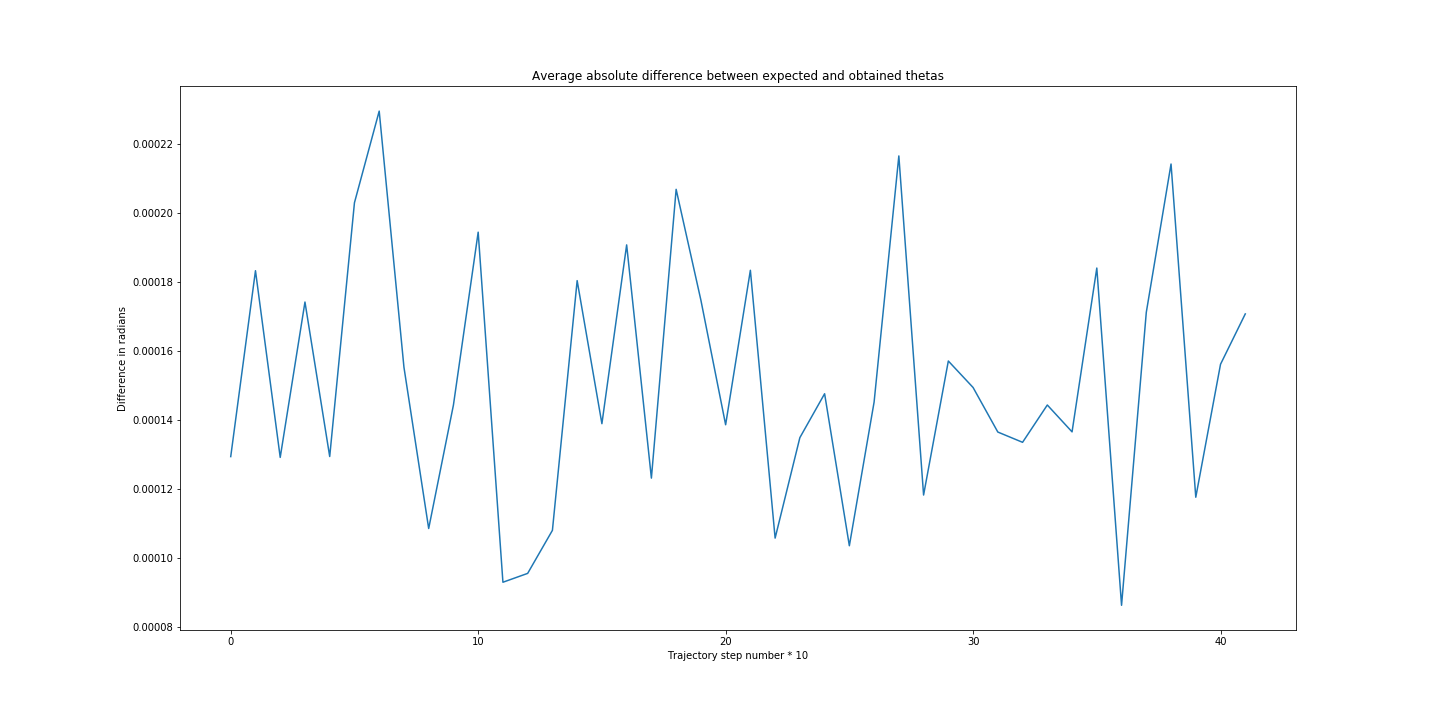 Average absolute difference between expected and obtained thetas
0.00022
0.00020
0.00018
0.00016
0.00014
0.00012
0.00010
0.00008
Difference in radians
0 10 20 30 40
Trajectory step number * 10